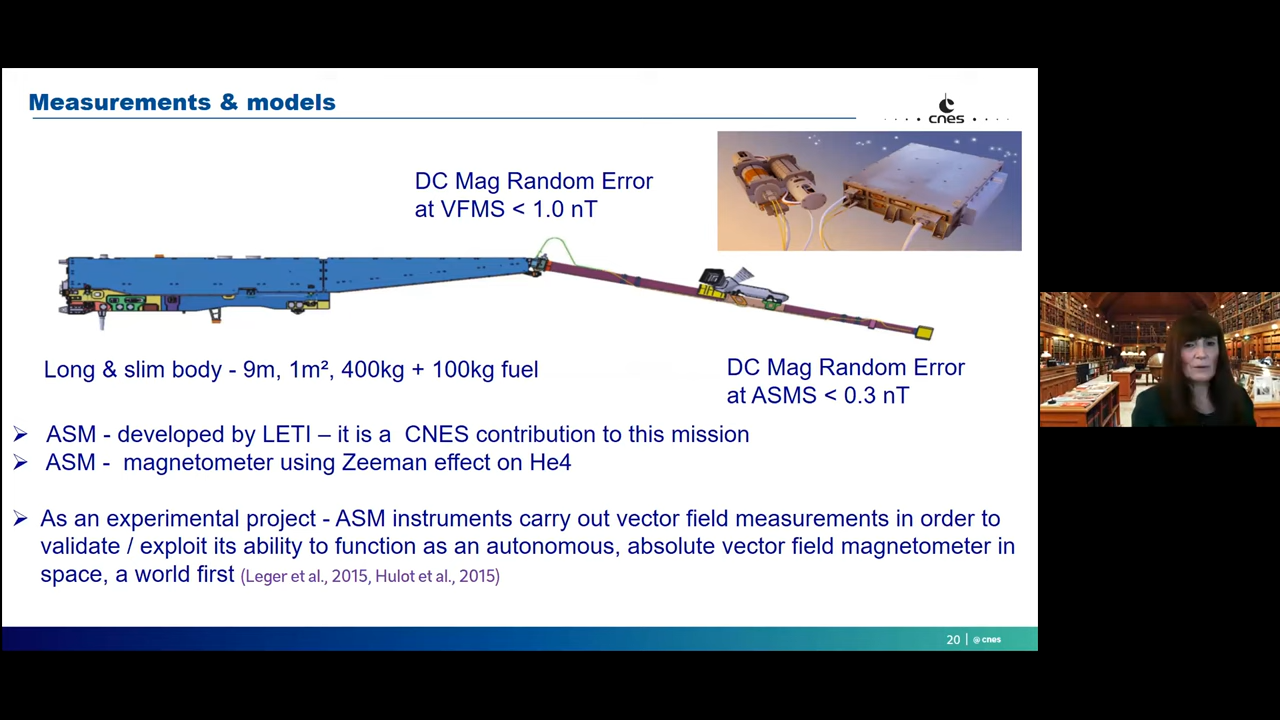 Measurements & models
cnes
DC Mag Random Error
at VFMS < 1.0 nT
Long & slim body - 9m, 1m², 400kg + 100kg fuel
DC Mag Random Error
at ASMS < 0.3 nT
ASM - developed by LETI – it is a CNES contribution to this mission
ASM - magnetometer using Zeeman effect on He4
As an experimental project - ASM instruments carry out vector field measurements in order to
validate / exploit its ability to function as an autonomous, absolute vector field magnetometer in
space, a world first (Leger et al., 2015, Hulot et al., 2015)
20 | @ cnes